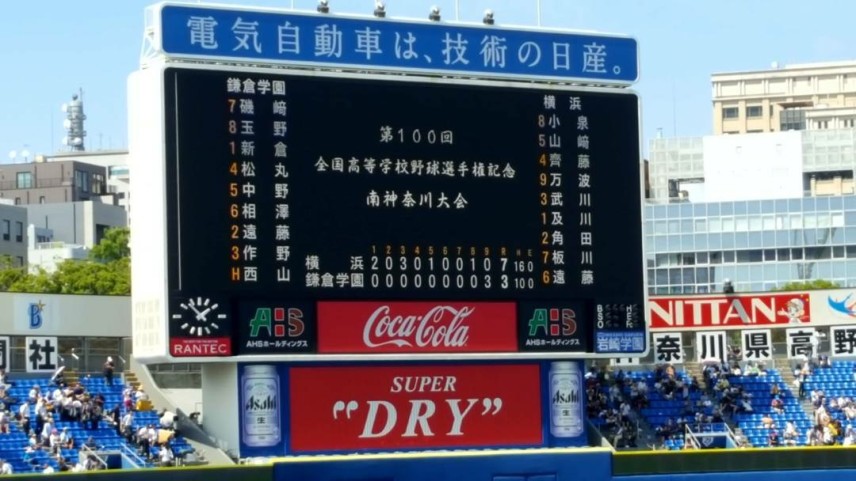 電気自動車は、技術の日産。
鎌倉学園
7 磯 﨑
8 玉 野
1 新 倉
4 松 丸
5 中 野
6 相 澤
2 遠 藤
3 作 野
H 西 山
第100回
全国高等学校野球選手権記念
南神奈川大会
横 浜
8 小 泉
5 山 﨑
4 齊 藤
9 万 波
3 武 川
1 及 川
2 角 田
7 板 川
6 遠 藤
1 2 3 4 5 6 7 8 9 計 H E
横 浜 2 0 3 0 1 0 0 1 0 7 16 0
鎌倉学園 0 0 0 0 0 0 0 0 3 3 10 0
RANTEC
AHS
AHSホールディングス
Coca-Cola
AHS
AHSホールディングス
B
S
O
H
E
岩崎学園
NITTAN
社
奈 川 県 高 野
Asahi
SUPER
"DRY"
Asahi